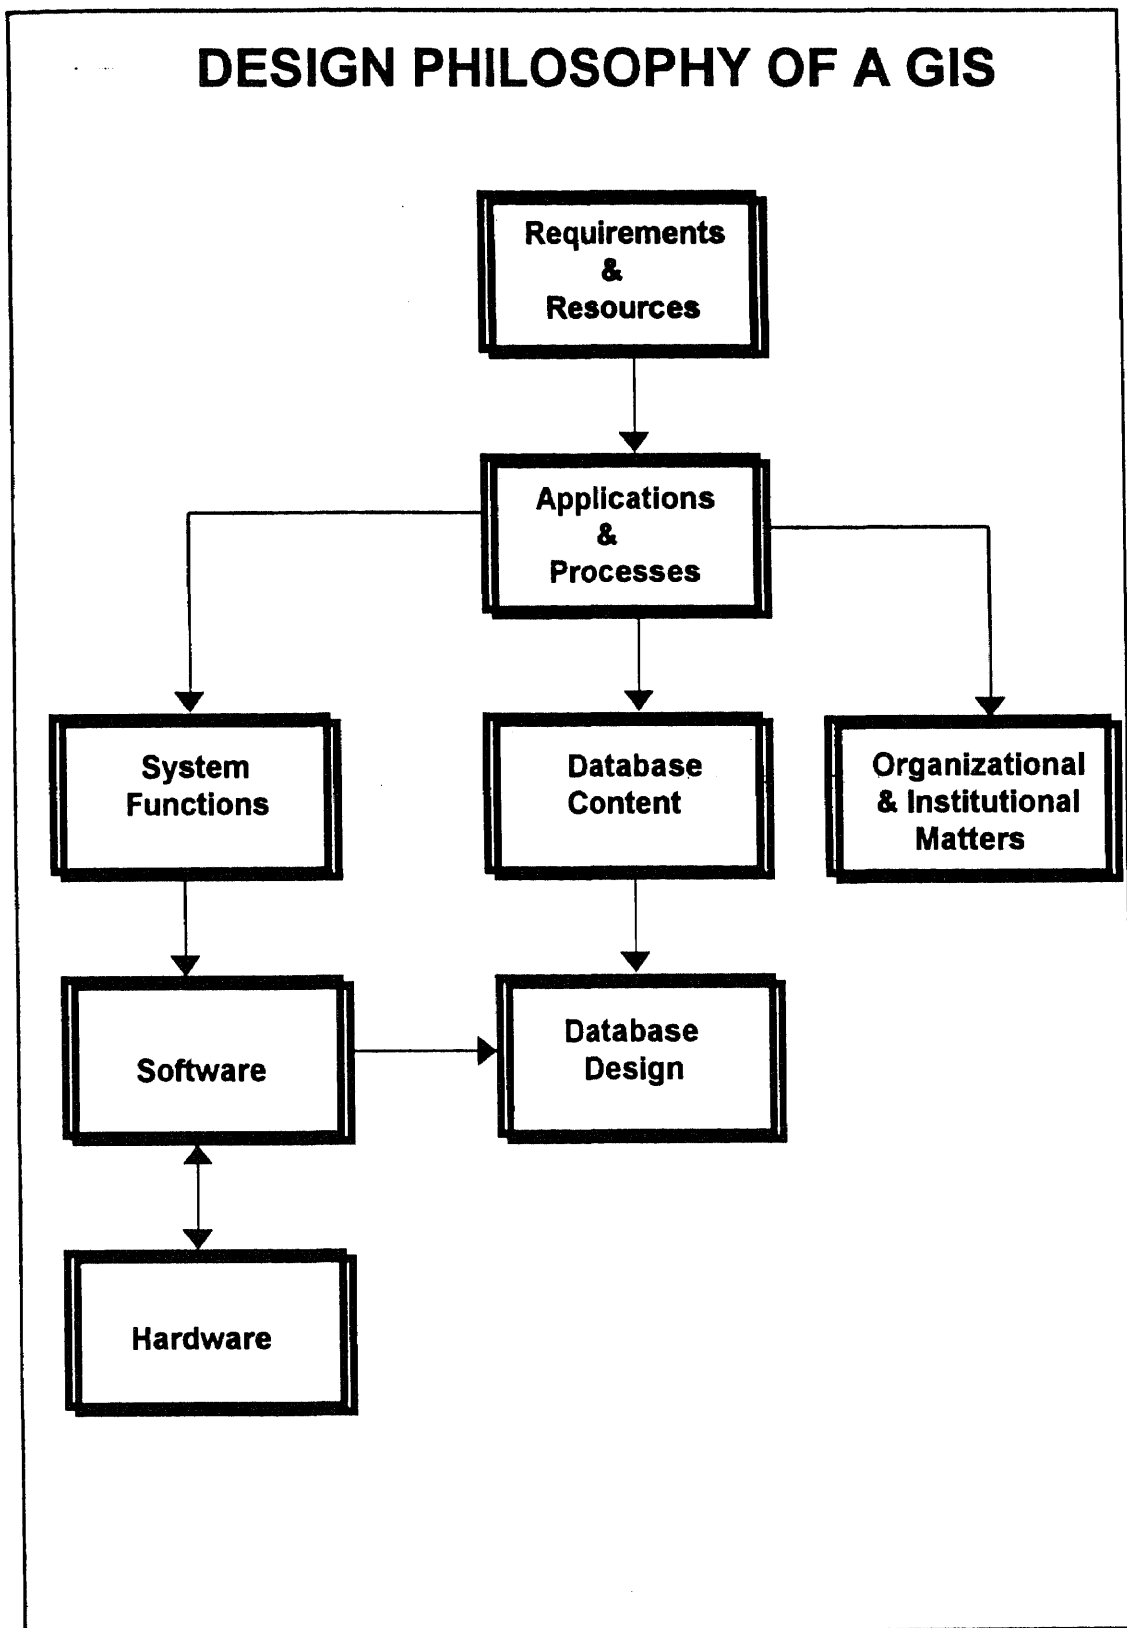 DESIGN PHILOSOPHY OF A GIS
Requirements
&
Resources
Applications
&
Processes
System
Functions
Database
Content
Organizational
& Institutional
Matters
Software
Database
Design
Hardware